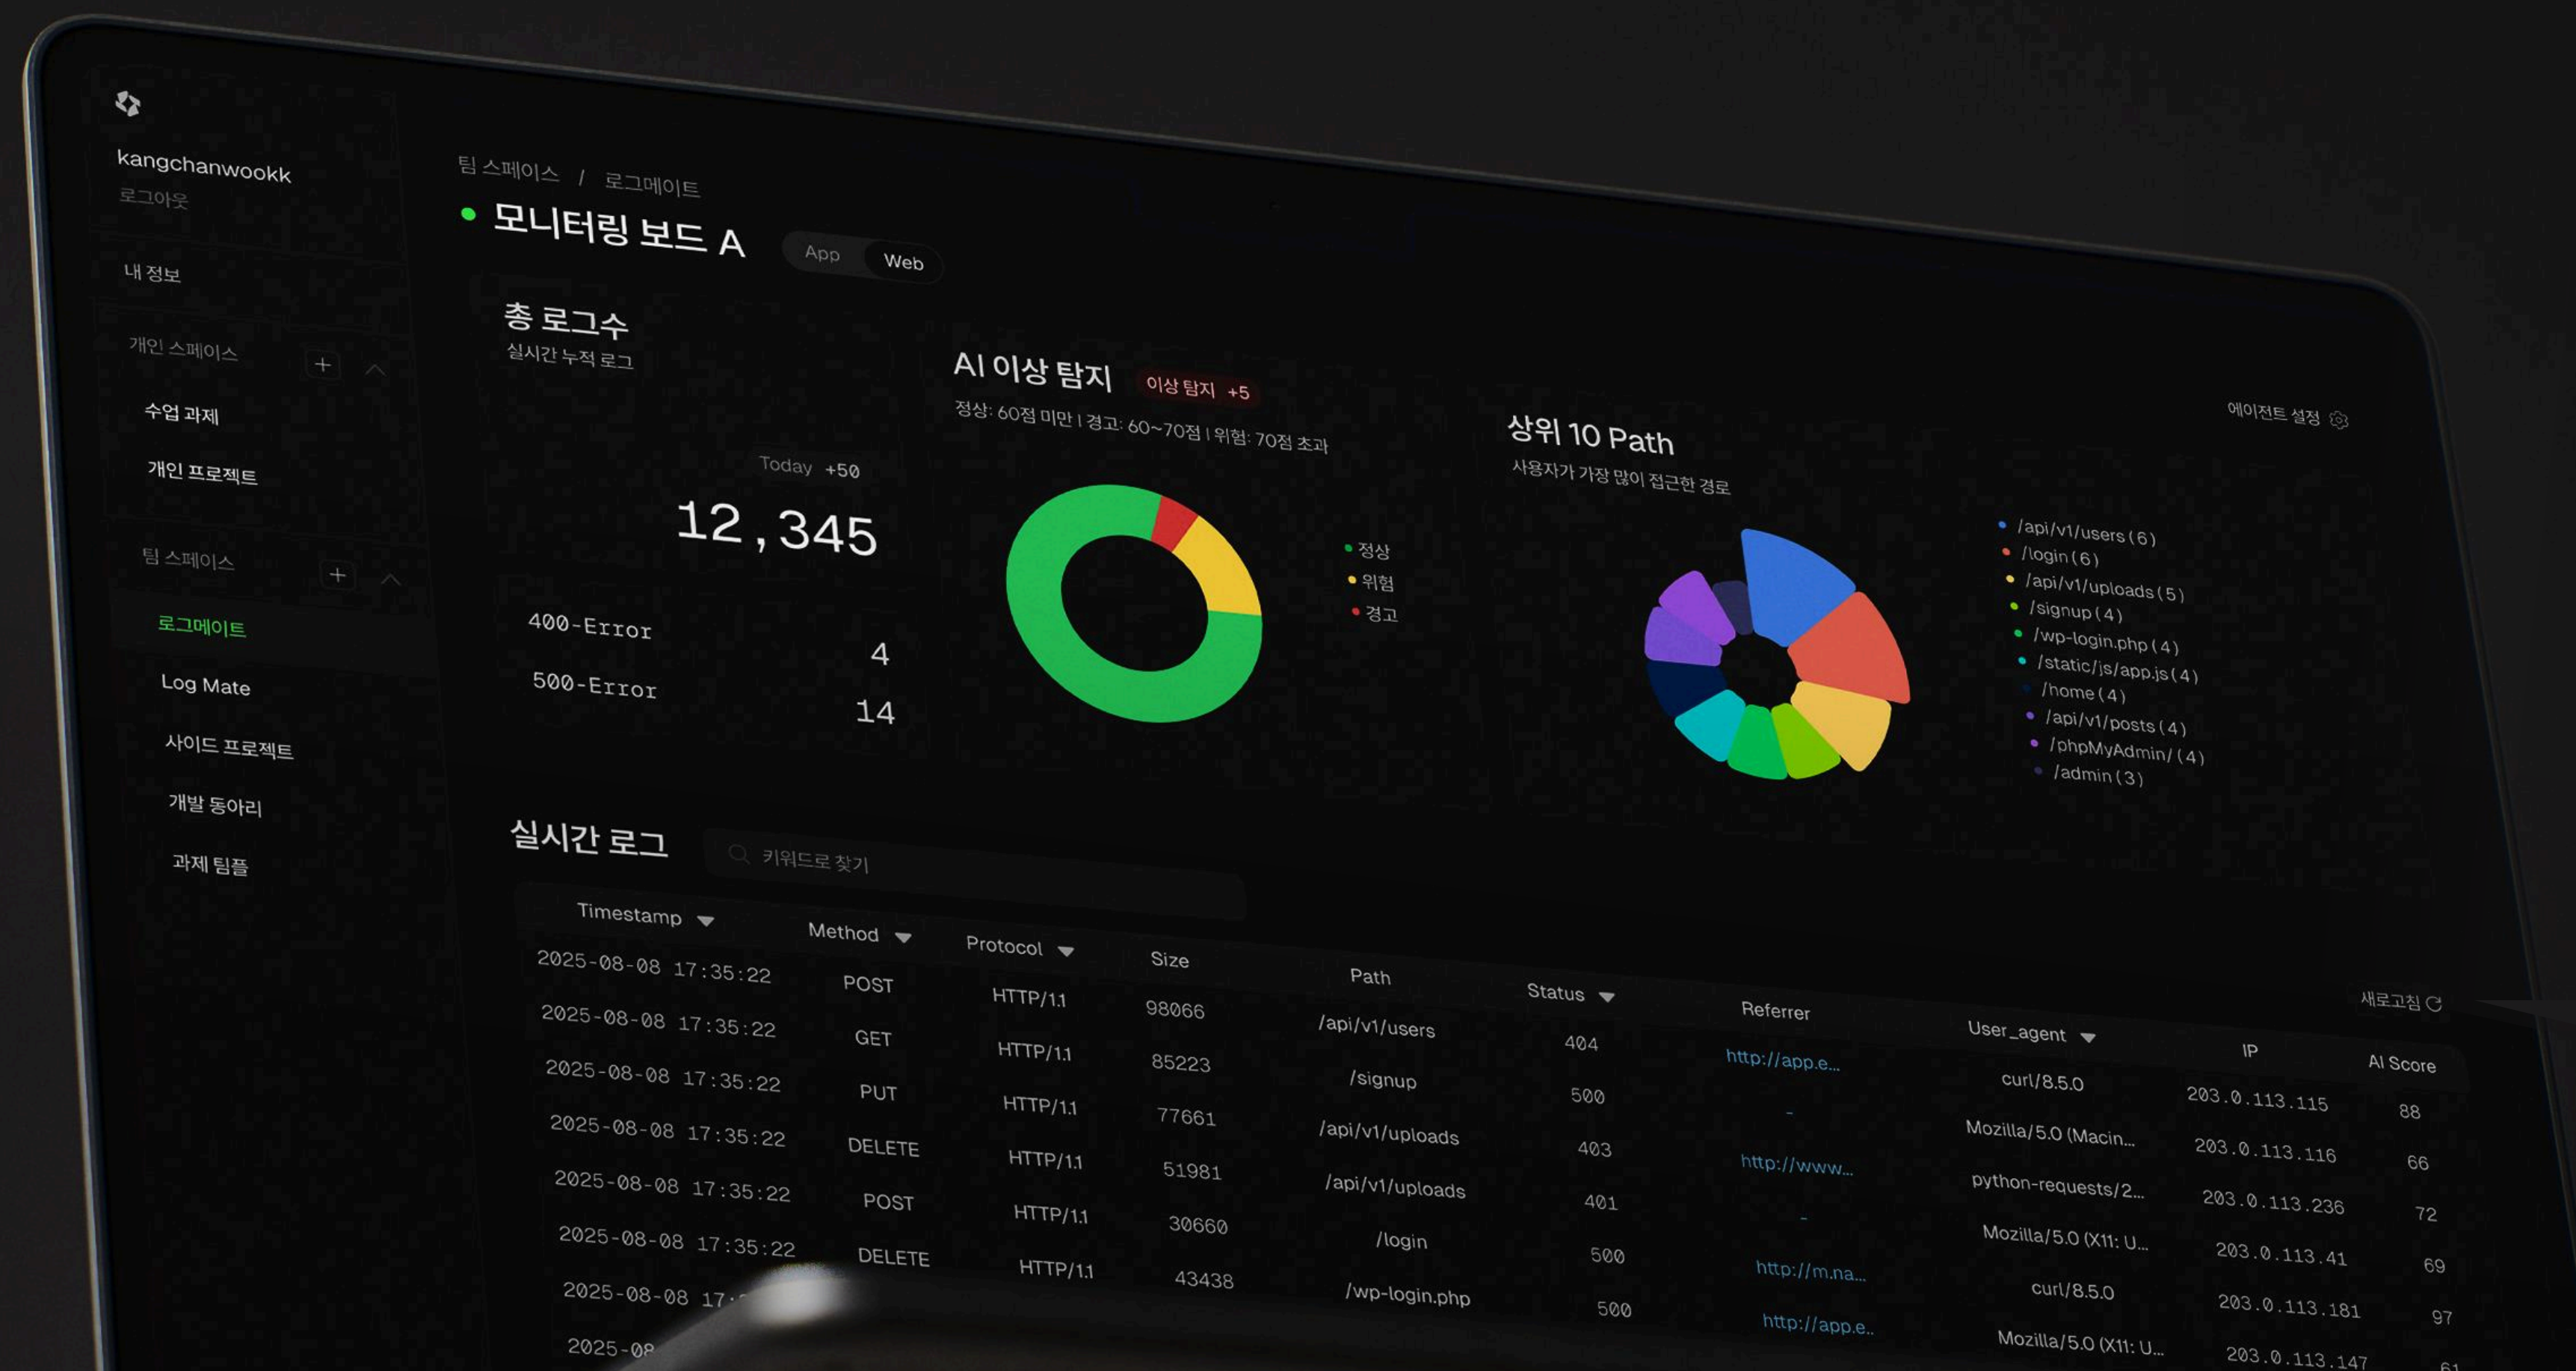 kangchanwookk
로그아웃
내 정보
개인 스페이스
수업 과제
개인 프로젝트
팀 스페이스
로그메이트
Log Mate
사이드 프로젝트
개발 동아리
과제 팀플
팀 스페이스 / 로그메이트
모니터링 보드 A
App Web
에이전트 설정
총 로그수
실시간 누적 로그
Today +50
12,345
400-Error 4
500-Error 14
AI 이상 탐지 이상 탐지 +5
정상: 60점 미만 | 경고: 60~70점 | 위험: 70점 초과
정상
위험
경고
상위 10 Path
사용자가 가장 많이 접근한 경로
/api/v1/users (6)
/login (6)
/api/v1/uploads (5)
/signup (4)
/wp-login.php (4)
/static/js/app.js (4)
/home (4)
/api/v1/posts (4)
/phpMyAdmin/ (4)
/admin (3)
실시간 로그 키워드로 찾기
새로고침
Timestamp Method Protocol Size Path Status Referrer User_agent IP AI Score
2025-08-08 17:35:22 POST HTTP/1.1 98066 /api/v1/users 404 http://app.e... curl/8.5.0 203.0.113.115 88
2025-08-08 17:35:22 GET HTTP/1.1 85223 /signup 500 - Mozilla/5.0 (Macin... 203.0.113.116 66
2025-08-08 17:35:22 PUT HTTP/1.1 77661 /api/v1/uploads 403 http://www... python-requests/2... 203.0.113.236 72
2025-08-08 17:35:22 DELETE HTTP/1.1 51981 /api/v1/uploads 401 - Mozilla/5.0 (X11: U... 203.0.113.41 69
2025-08-08 17:35:22 POST HTTP/1.1 30660 /login 500 http://m.na... curl/8.5.0 203.0.113.181 97
2025-08-08 17:35:22 DELETE HTTP/1.1 43438 /wp-login.php 500 http://app.e.. Mozilla/5.0 (X11: U... 203.0.113.147
2025-08-08 17:
2025-08